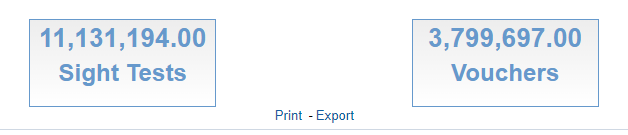 11,131,194.00
Sight Tests
3,799,697.00
Vouchers
Print - Export